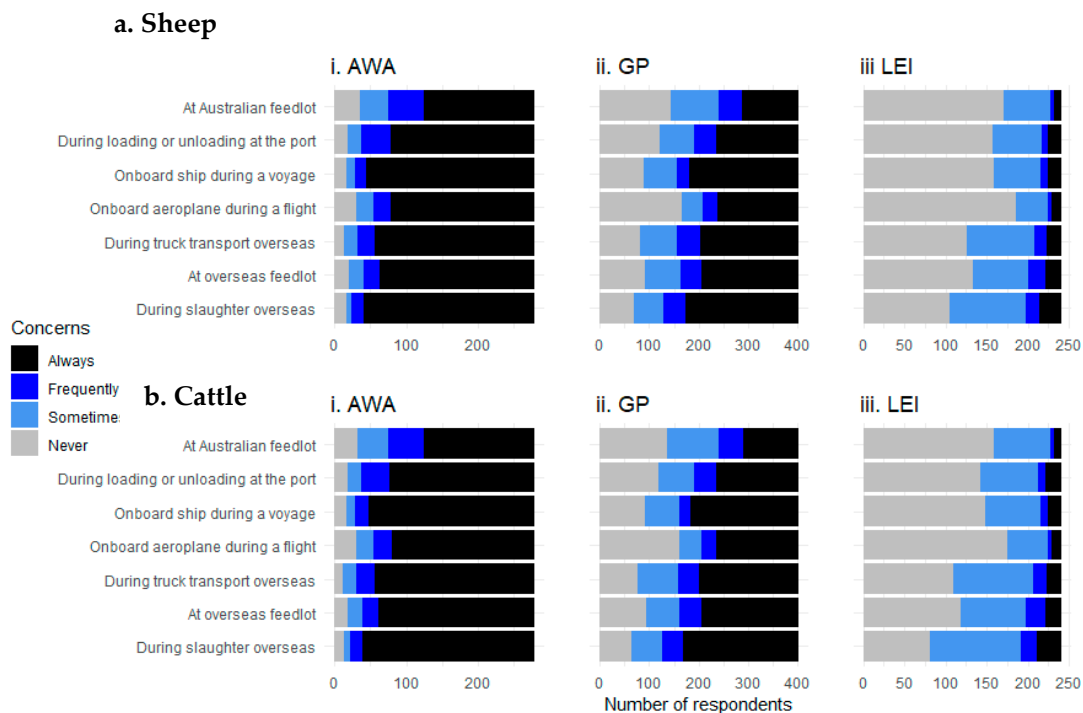 a. Sheep
i. AWA
ii. GP
iii LEI
At Australian feedlot
During loading or unloading at the port
Onboard ship during a voyage
Onboard aeroplane during a flight
During truck transport overseas
At overseas feedlot
During slaughter overseas
0 100 200
0 100 200 300 400
0 50 100 150 200 250
Concerns
Always
Frequently
Sometime
Never
b. Cattle
i. AWA
ii. GP
iii. LEI
At Australian feedlot
During loading or unloading at the port
Onboard ship during a voyage
Onboard aeroplane during a flight
During truck transport overseas
At overseas feedlot
During slaughter overseas
0 100 200
0 100 200 300 400
0 50 100 150 200 250
Number of respondents